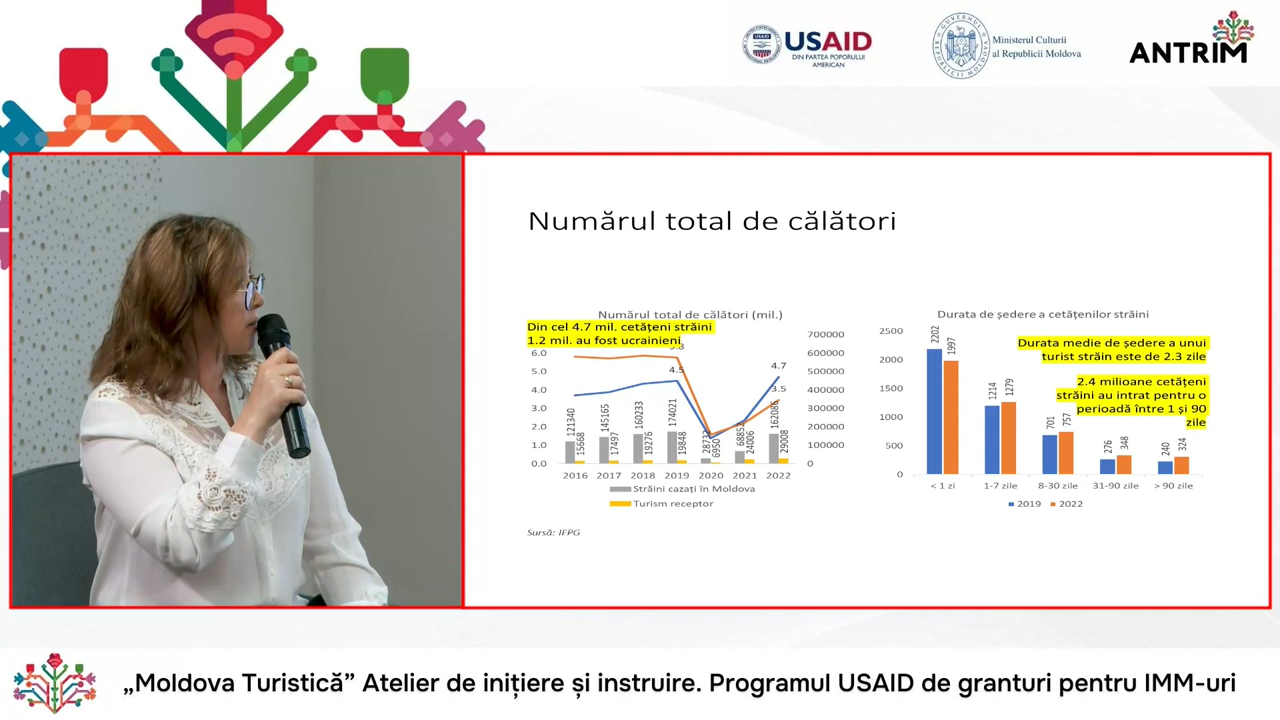 USAID
DIN PARTEA POPORULUI
AMERICAN
Ministerul Culturii
al Republicii Moldova
ANTRIM
Numărul total de călători
Numărul total de călători (mil.)
Din cel 4.7 mil. cetățeni străini
1.2 mil. au fost ucrainieni
6.0
5.0
4.0
3.0
2.0
1.0
0.0
700000
600000
500000
400000
300000
200000
100000
0
4.5
4.7
3.5
121340
15668
145165
17497
160233
19276
174021
19848
28732
6950
68852
24006
162086
29008
2016 2017 2018 2019 2020 2021 2022
Străini cazați în Moldova
Turism receptor
Sursă: IFPG
Durata de ședere a cetățenilor străini
Durata medie de ședere a unui
turist străin este de 2.3 zile
2.4 milioane cetățeni
străini au intrat pentru o
perioadă între 1 și 90
zile
2500
2000
1500
1000
500
0
2202
1997
1214
1279
701
757
276
348
240
324
< 1 zi 1-7 zile 8-30 zile 31-90 zile > 90 zile
2019 2022
„Moldova Turistică” Atelier de inițiere și instruire. Programul USAID de granturi pentru IMM-uri